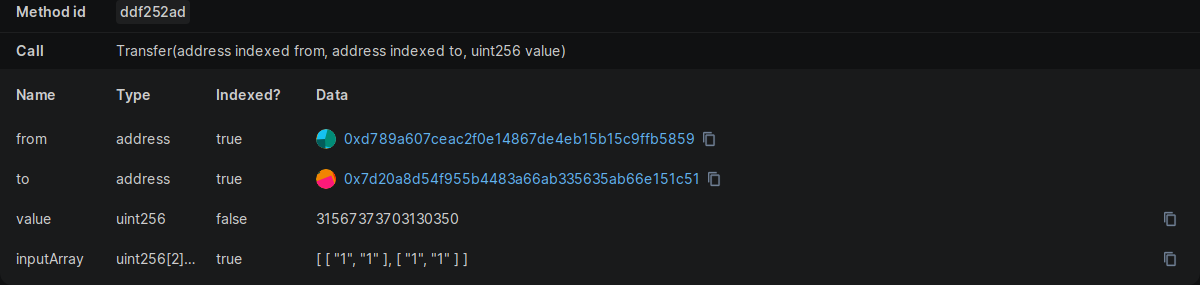 Method id ddf252ad
Call Transfer(address indexed from, address indexed to, uint256 value)
Name Type Indexed? Data
from address true 0xd789a607ceac2f0e14867de4eb15b15c9ffb5859
to address true 0x7d20a8d54f955b4483a66ab335635ab66e151c51
value uint256 false 31567373703130350
inputArray uint256[2]... true [ [ "1", "1" ], [ "1", "1" ] ]